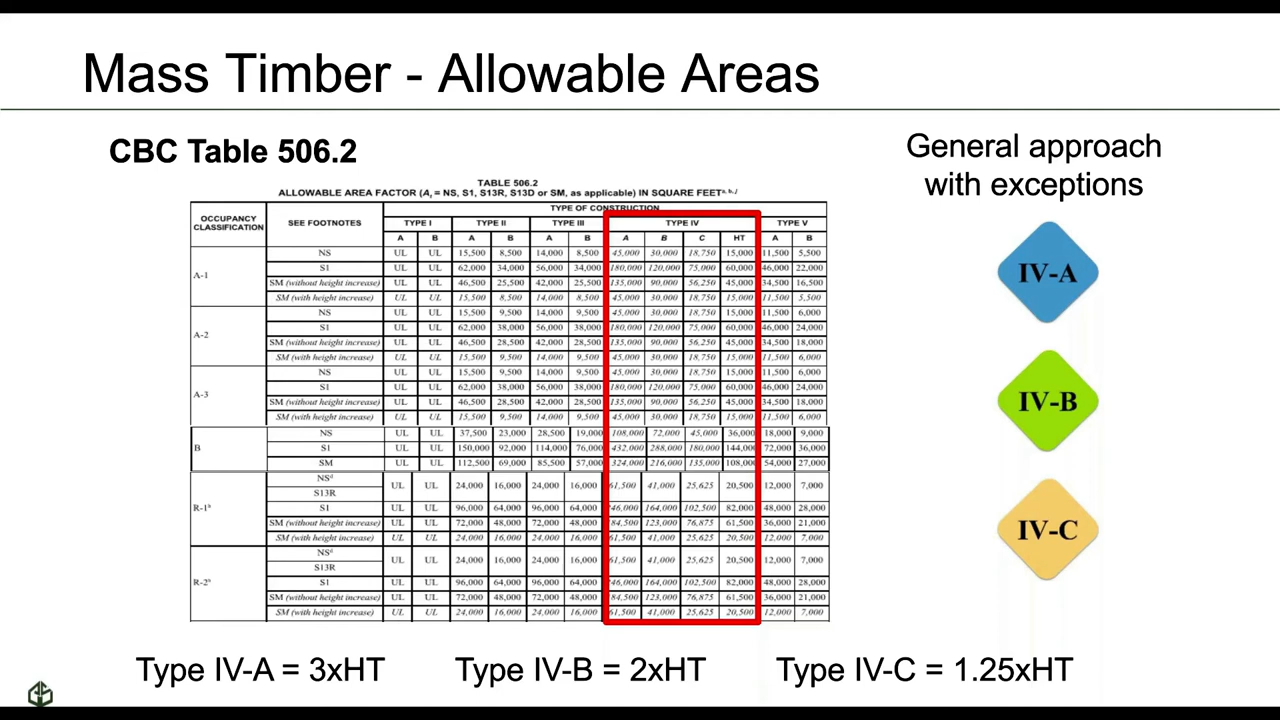 Mass Timber - Allowable Areas
CBC Table 506.2
General approach
with exceptions
TABLE 506.2
ALLOWABLE AREA FACTOR (Aₜ = NS, S1, S13R, S13D or SM, as applicable) IN SQUARE FEETᵃ, ᵇ, ʲ
OCCUPANCY CLASSIFICATION SEE FOOTNOTES TYPE OF CONSTRUCTION
TYPE I TYPE II TYPE III TYPE IV TYPE V
A B A B A B A B C HT A B
A-1
NS UL UL 15,500 8,500 14,000 8,500 45,000 30,000 18,750 15,000 11,500 5,500
S1 UL UL 62,000 34,000 56,000 34,000 180,000 120,000 75,000 60,000 46,000 22,000
SM (without height increase) UL UL 46,500 25,500 42,000 25,500 135,000 90,000 56,250 45,000 34,500 16,500
SM (with height increase) UL UL 15,500 8,500 14,000 8,500 45,000 30,000 18,750 15,000 11,500 5,500
A-2
NS UL UL 15,500 9,500 14,000 9,500 45,000 30,000 18,750 15,000 11,500 6,000
S1 UL UL 62,000 38,000 56,000 38,000 180,000 120,000 75,000 60,000 46,000 24,000
SM (without height increase) UL UL 46,500 28,500 42,000 28,500 135,000 90,000 56,250 45,000 34,500 18,000
SM (with height increase) UL UL 15,500 9,500 14,000 9,500 45,000 30,000 18,750 15,000 11,500 6,000
A-3
NS UL UL 15,500 9,500 14,000 9,500 45,000 30,000 18,750 15,000 11,500 6,000
S1 UL UL 62,000 38,000 56,000 38,000 180,000 120,000 75,000 60,000 46,000 24,000
SM (without height increase) UL UL 46,500 28,500 42,000 28,500 135,000 90,000 56,250 45,000 34,500 18,000
SM (with height increase) UL UL 15,500 9,500 14,000 9,500 45,000 30,000 18,750 15,000 11,500 6,000
B
NS UL UL 37,500 23,000 28,500 19,000 108,000 72,000 45,000 36,000 18,000 9,000
S1 UL UL 150,000 92,000 114,000 76,000 432,000 288,000 180,000 144,000 72,000 36,000
SM UL UL 112,500 69,000 85,500 57,000 324,000 216,000 135,000 108,000 54,000 27,000
R-1ʰ
NSᵈ
S13R
UL UL 24,000 16,000 24,000 16,000 61,500 41,000 25,625 20,500 12,000 7,000
S1 UL UL 96,000 64,000 96,000 64,000 164,000 102,500 82,000 48,000 28,000
SM (without height increase) UL UL 72,000 48,000 72,000 48,000 123,000 76,875 61,500 36,000 21,000
SM (with height increase) UL UL 24,000 16,000 24,000 16,000 61,500 41,000 25,625 20,500 12,000 7,000
R-2ʰ
NSᵈ
S13R
UL UL 24,000 16,000 24,000 16,000 61,500 41,000 25,625 20,500 12,000 7,000
S1 UL UL 96,000 64,000 96,000 64,000 164,000 102,500 82,000 48,000 28,000
SM (without height increase) UL UL 72,000 48,000 72,000 48,000 123,000 76,875 61,500 36,000 21,000
SM (with height increase) UL UL 24,000 16,000 24,000 16,000 61,500 41,000 25,625 20,500 12,000 7,000
IV-A
IV-B
IV-C
Type IV-A = 3xHT
Type IV-B = 2xHT
Type IV-C = 1.25xHT